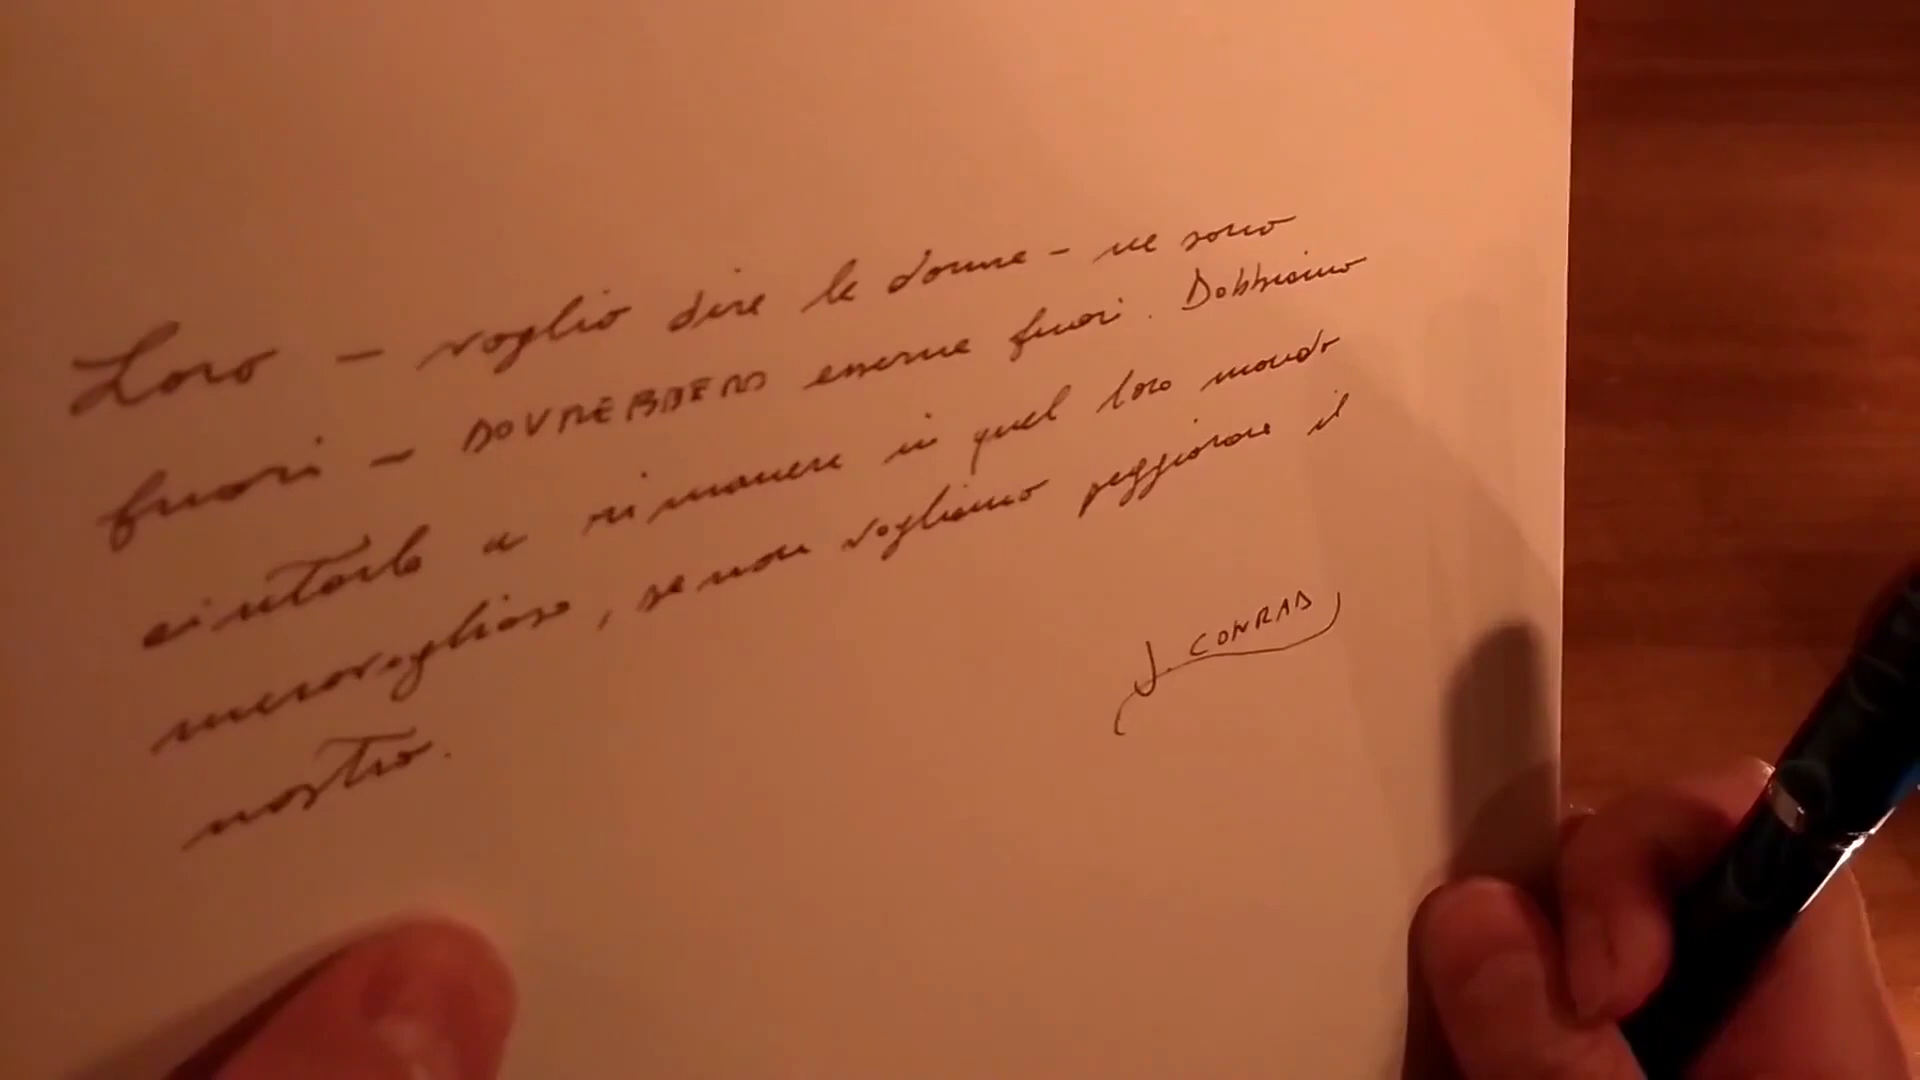 Loro – voglio dire le donne – ne sono
fuori – DOVREBBERO esserne fuori. Dobbiamo
aiutarle a rimanere in quel loro mondo
meraviglioso, se non vogliamo peggiorare il
nostro.
J. CONRAD